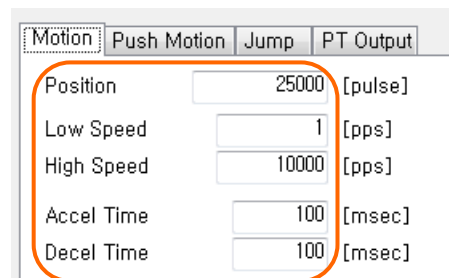 Motion Push Motion Jump PT Output
Position 25000 [pulse]
Low Speed 1 [pps]
High Speed 10000 [pps]
Accel Time 100 [msec]
Decel Time 100 [msec]